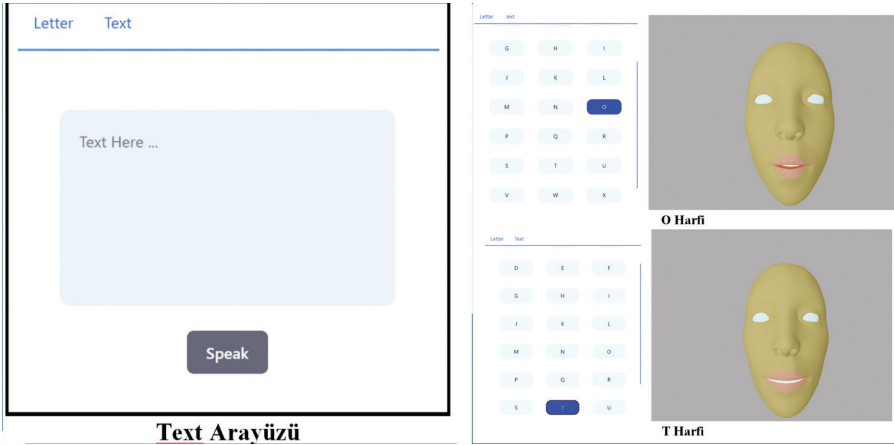 Letter Text
Text Here ...
Speak
Text Arayüzü
Letter Text
G H I
J K L
M N O
P Q R
S T U
V W X
O Harfi
Letter Text
D E F
G H I
J K L
M N O
P Q R
S T U
T Harfi